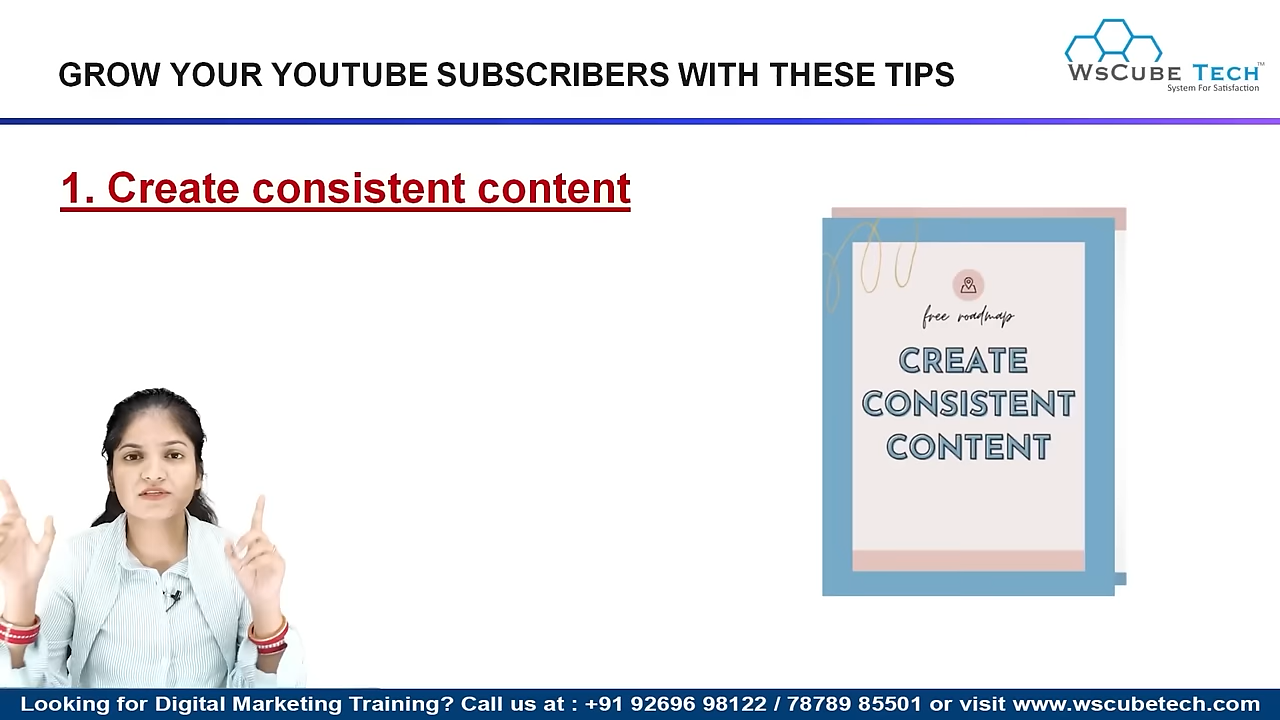 GROW YOUR YOUTUBE SUBSCRIBERS WITH THESE TIPS
WsCube Tech™
System For Satisfaction
1. Create consistent content
free roadmap
CREATE
CONSISTENT
CONTENT
Looking for Digital Marketing Training? Call us at : +91 92696 98122 / 78789 85501 or visit www.wscubetech.com